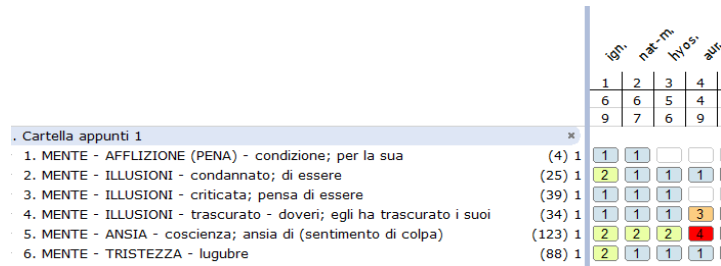 ign. nat-m. hyos. aur.
1 2 3 4
6 6 5 4
9 7 6 9
. Cartella appunti 1 ×
1. MENTE - AFFLIZIONE (PENA) - condizione; per la sua (4) 1 1 1
2. MENTE - ILLUSIONI - condannato; di essere (25) 1 2 1 1 1
3. MENTE - ILLUSIONI - criticata; pensa di essere (39) 1 1 1 1
4. MENTE - ILLUSIONI - trascurato - doveri; egli ha trascurato i suoi (34) 1 1 1 1 3
5. MENTE - ANSIA - coscienza; ansia di (sentimento di colpa) (123) 1 2 2 2 4
6. MENTE - TRISTEZZA - lugubre (88) 1 2 1 1 1